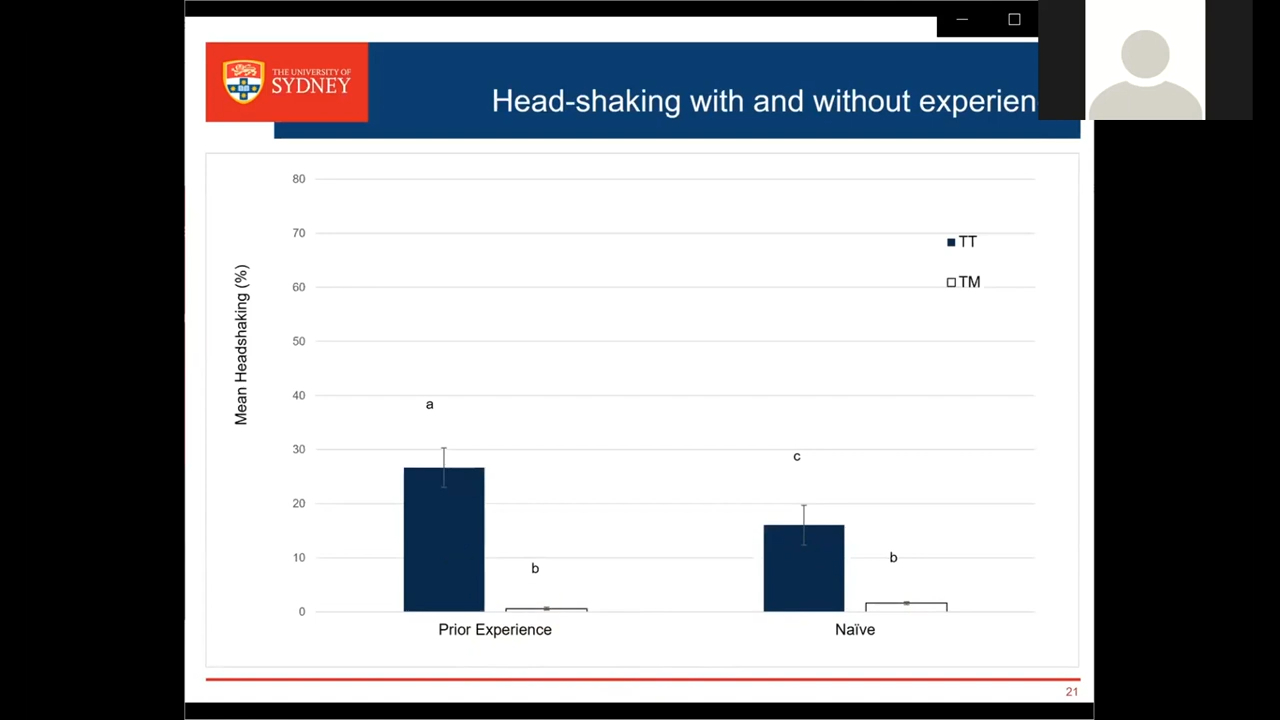 THE UNIVERSITY OF
SYDNEY
Head-shaking with and without experien
80
70
60
50
40
30
20
10
0
Mean Headshaking (%)
TT
TM
a
b
c
b
Prior Experience
Naïve
21